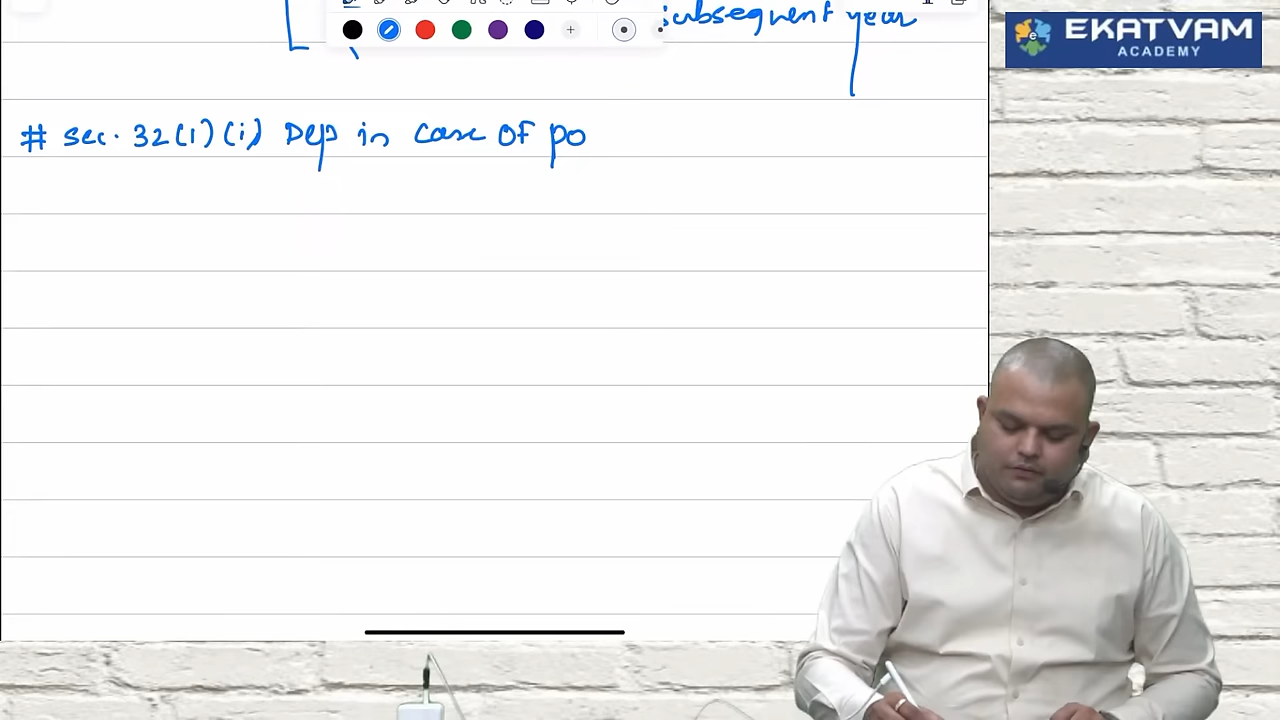 subsequent year
EKATVAM
ACADEMY
# sec. 32(1)(i) Dep in case of po